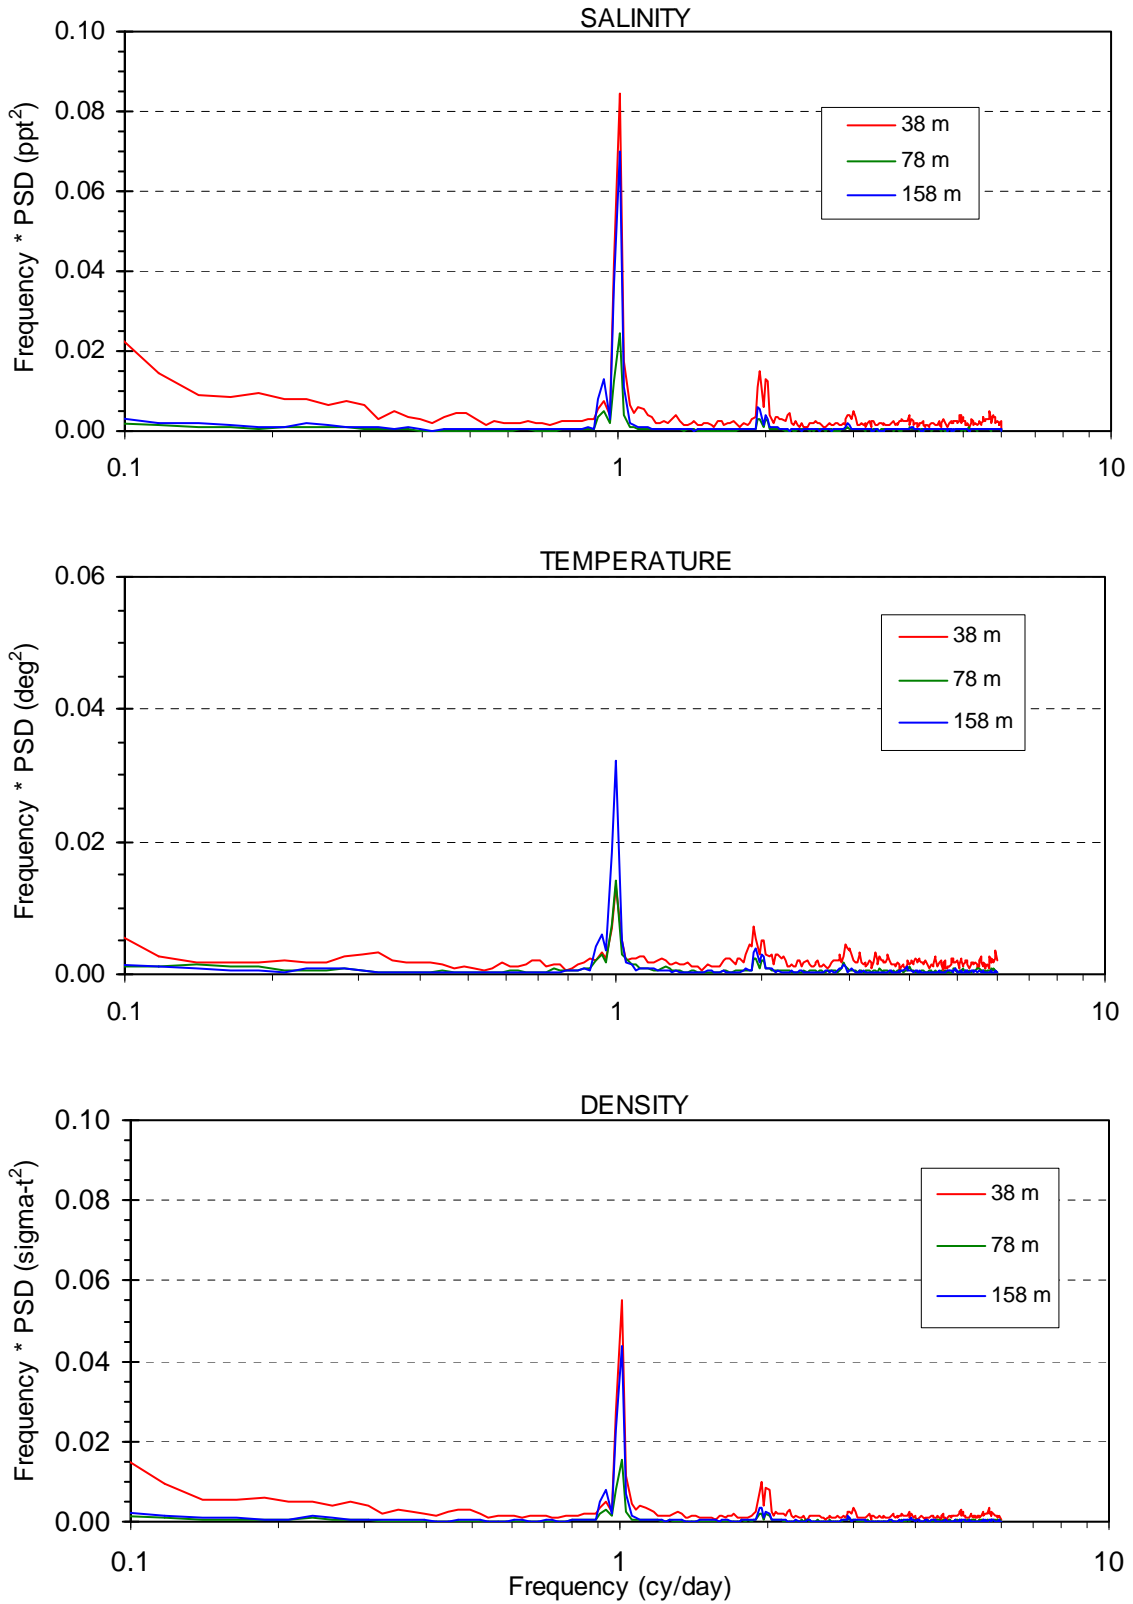 SALINITY
0.10
0.08
0.06
0.04
0.02
0.00
Frequency * PSD (ppt²)
38 m
78 m
158 m
0.1
1
10
TEMPERATURE
0.06
0.04
0.02
0.00
Frequency * PSD (deg²)
38 m
78 m
158 m
0.1
1
10
DENSITY
0.10
0.08
0.06
0.04
0.02
0.00
Frequency * PSD (sigma-t²)
38 m
78 m
158 m
0.1
1
10
Frequency (cy/day)